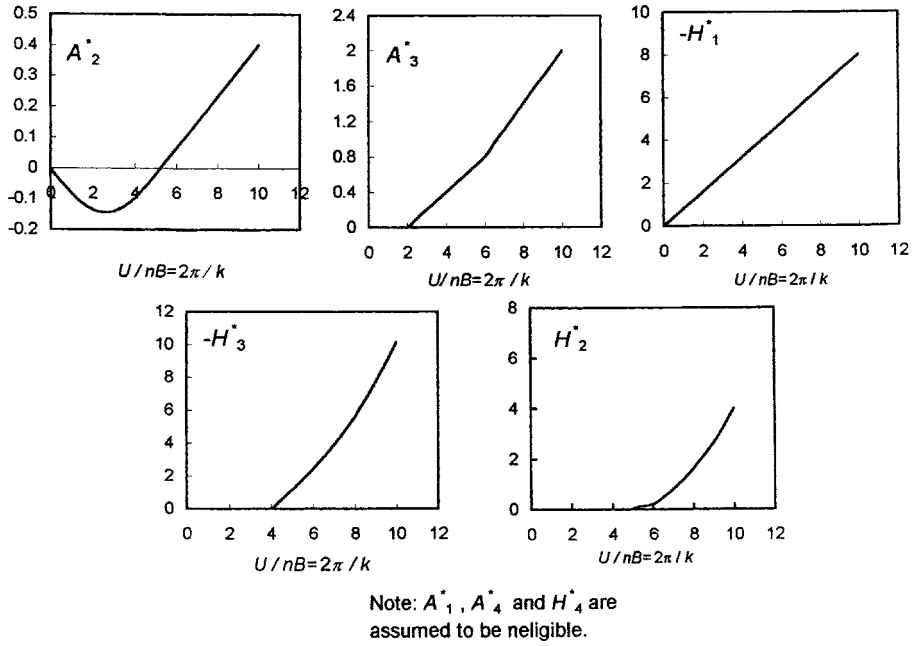 0.5
0.4
0.3
0.2
0.1
0
-0.1
-0.2
A*2
0 2 4 6 8 10 12
U/nB=2π/k
2.4
2
1.6
1.2
0.8
0.4
0
A*3
0 2 4 6 8 10 12
U/nB=2π/k
10
8
6
4
2
0
-H*1
0 2 4 6 8 10 12
U/nB=2π/k
12
10
8
6
4
2
0
-H*3
0 2 4 6 8 10 12
U/nB=2π/k
8
6
4
2
0
H*2
0 2 4 6 8 10 12
U/nB=2π/k
Note: A*1 , A*4 and H*4 are
assumed to be neligible.